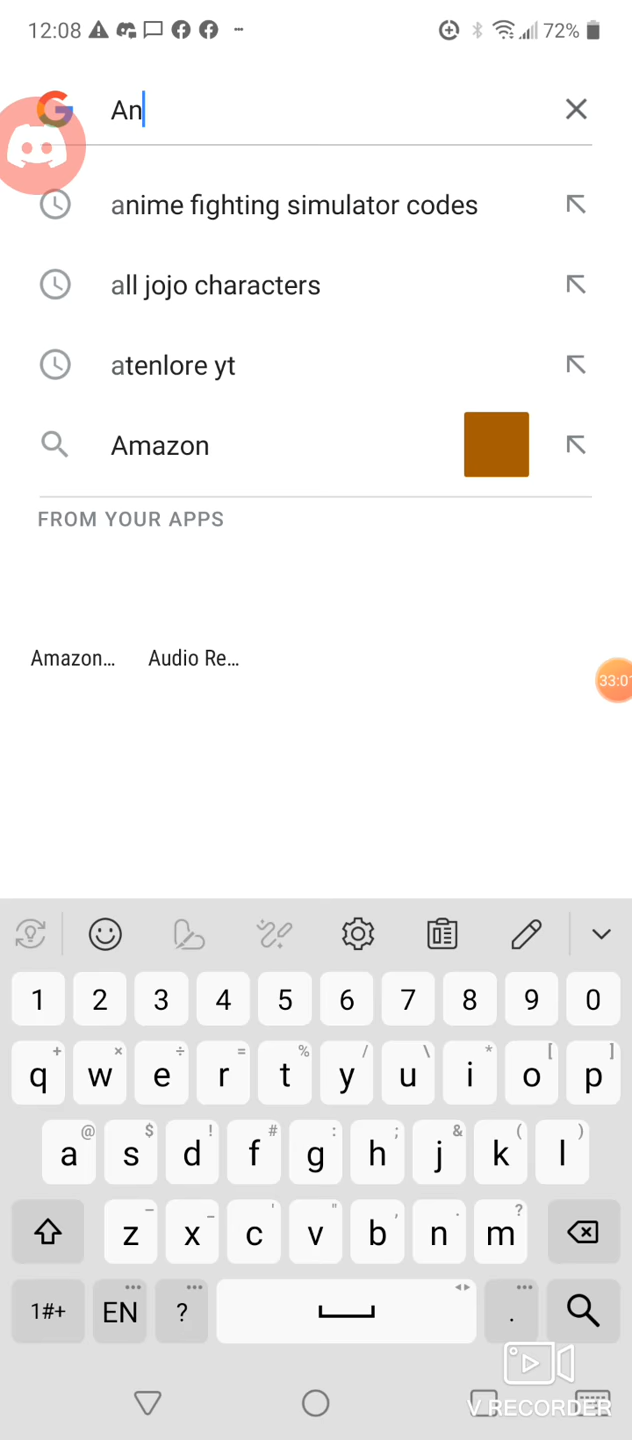 12:08 72%
An
anime fighting simulator codes
all jojo characters
atenlore yt
Amazon
FROM YOUR APPS
Amazon... Audio Re...
33:01
1 2 3 4 5 6 7 8 9 0
+ × ÷ = % / \ * [ ]
q w e r t y u i o p
@ $ ! # : ; & ( )
a s d f g h j k l
– _ ' " , . ?
z x c v b n m
1#+ EN ? .
V RECORDER